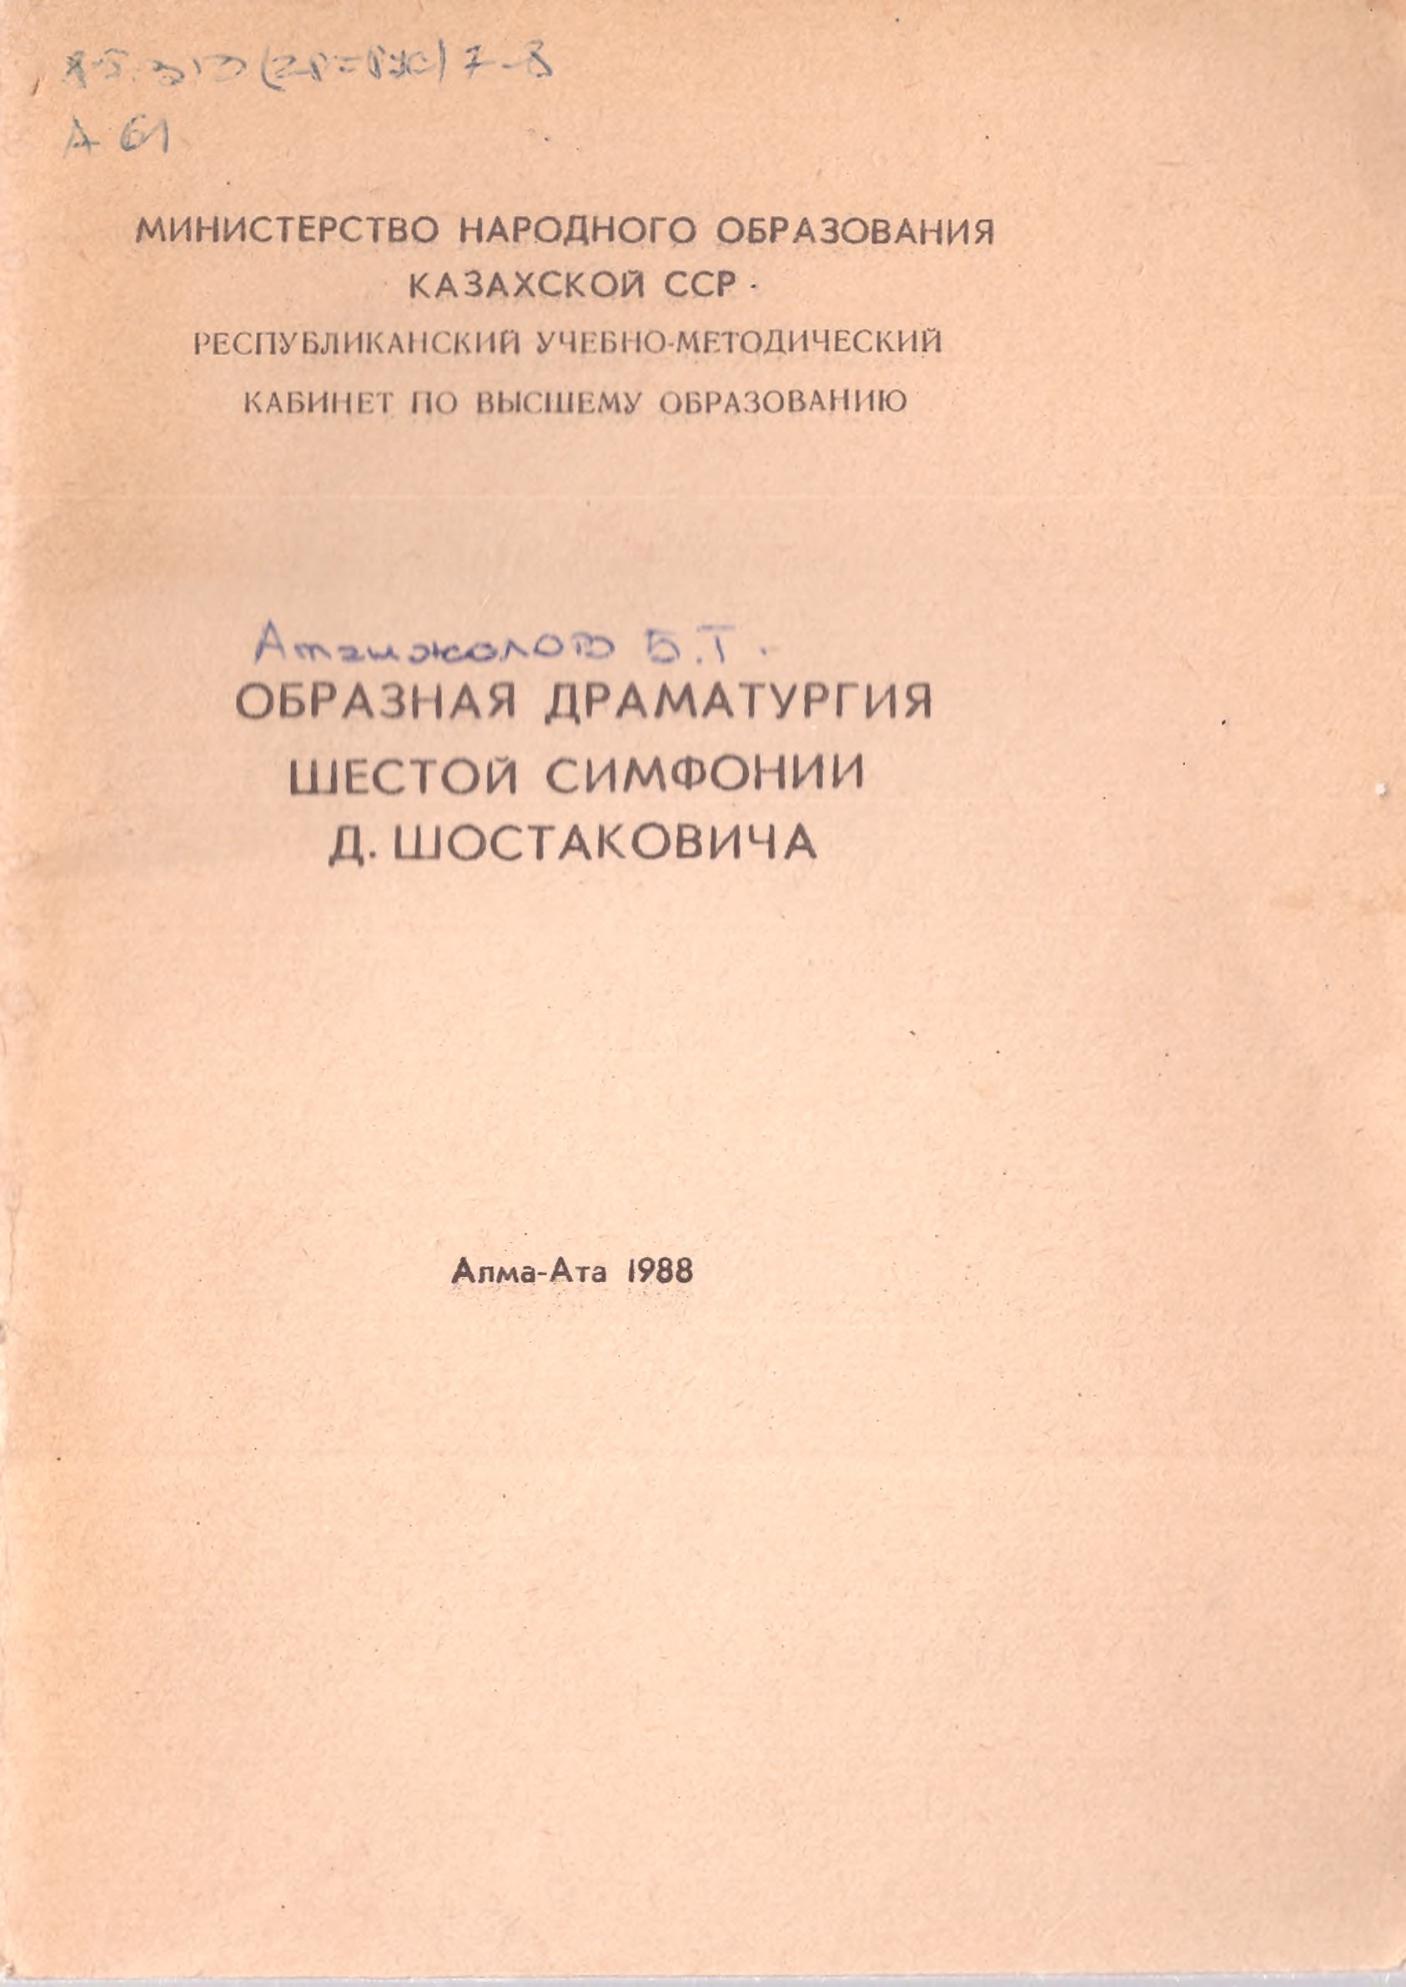 А 61
МИНИСТЕРСТВО НАРОДНОГО ОБРАЗОВАНИЯ
КАЗАХСКОЙ ССР
РЕСПУБЛИКАНСКИЙ УЧЕБНО-МЕТОДИЧЕСКИЙ
КАБИНЕТ ПО ВЫСШЕМУ ОБРАЗОВАНИЮ
Б.Т.
ОБРАЗНАЯ ДРАМАТУРГИЯ
ШЕСТОЙ СИМФОНИИ
Д. ШОСТАКОВИЧА
Алма-Ата 1988